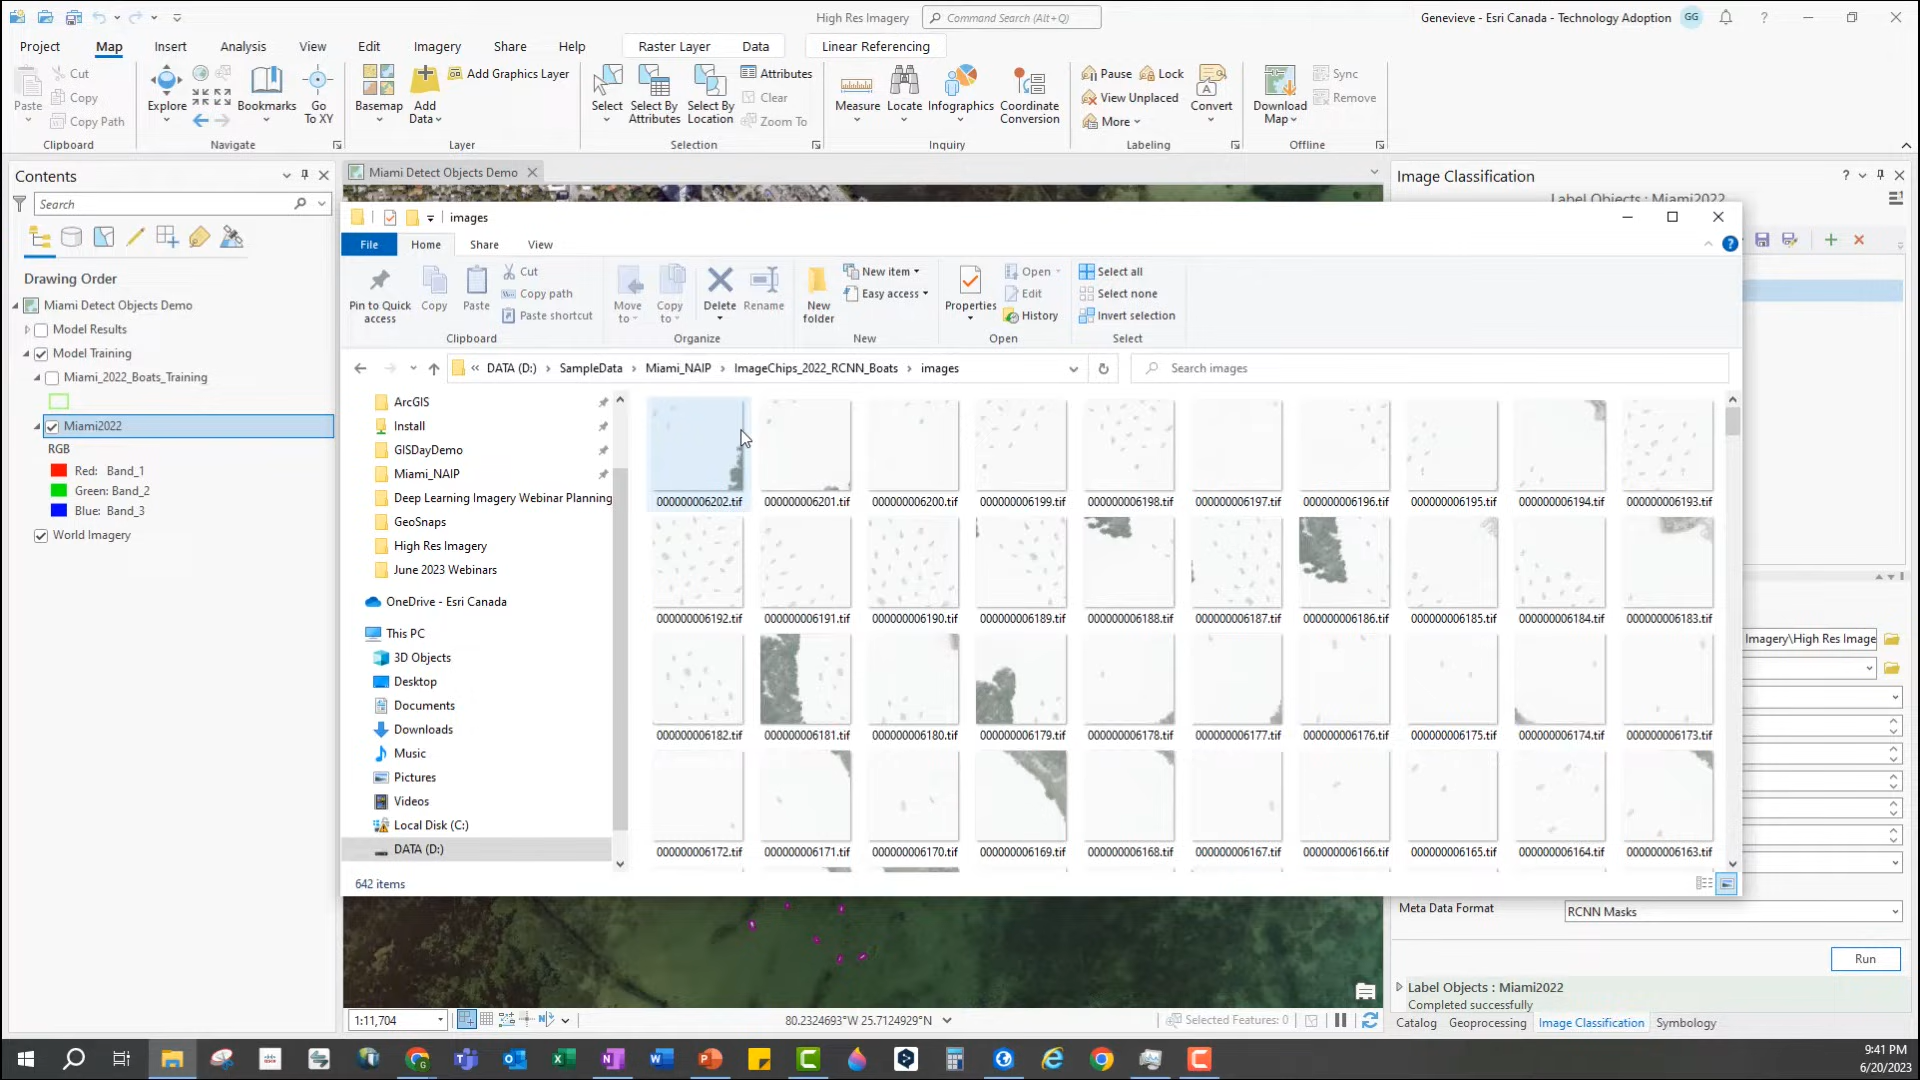 High Res Imagery
Command Search (Alt+Q)
Genevieve - Esri Canada - Technology Adoption
GG
?
Project
Map
Insert
Analysis
View
Edit
Imagery
Share
Help
Raster Layer
Data
Linear Referencing
Paste
Cut
Copy
Copy Path
Clipboard
Explore
Bookmarks
Go To XY
Navigate
Basemap
Add Data
Add Graphics Layer
Layer
Select
Select By Attributes
Select By Location
Attributes
Clear
Zoom To
Selection
Measure
Locate
Infographics
Coordinate Conversion
Inquiry
Pause
Lock
View Unplaced
More
Convert
Labeling
Download Map
Sync
Remove
Offline
Contents
Search
Drawing Order
Miami Detect Objects Demo
Model Results
Model Training
Miami_2022_Boats_Training
Miami2022
RGB
Red: Band_1
Green: Band_2
Blue: Band_3
World Imagery
Miami Detect Objects Demo
Image Classification
?
Label Objects : Miami2022
images
File
Home
Share
View
?
Pin to Quick access
Copy
Paste
Cut
Copy path
Paste shortcut
Clipboard
Move to
Copy to
Delete
Rename
Organize
New folder
New item
Easy access
New
Properties
Open
Edit
History
Open
Select all
Select none
Invert selection
Select
« DATA (D:) › SampleData › Miami_NAIP › ImageChips_2022_RCNN_Boats › images
Search images
ArcGIS
Install
GISDayDemo
Miami_NAIP
Deep Learning Imagery Webinar Planning
GeoSnaps
High Res Imagery
June 2023 Webinars
OneDrive - Esri Canada
This PC
3D Objects
Desktop
Documents
Downloads
Music
Pictures
Videos
Local Disk (C:)
DATA (D:)
000000006202.tif 000000006201.tif 000000006200.tif 000000006199.tif 000000006198.tif 000000006197.tif 000000006196.tif 000000006195.tif 000000006194.tif 000000006193.tif
000000006192.tif 000000006191.tif 000000006190.tif 000000006189.tif 000000006188.tif 000000006187.tif 000000006186.tif 000000006185.tif 000000006184.tif 000000006183.tif
000000006182.tif 000000006181.tif 000000006180.tif 000000006179.tif 000000006178.tif 000000006177.tif 000000006176.tif 000000006175.tif 000000006174.tif 000000006173.tif
000000006172.tif 000000006171.tif 000000006170.tif 000000006169.tif 000000006168.tif 000000006167.tif 000000006166.tif 000000006165.tif 000000006164.tif 000000006163.tif
642 items
Imagery\High Res Image
Meta Data Format
RCNN Masks
Run
Label Objects : Miami2022
Completed successfully
Catalog
Geoprocessing
Image Classification
Symbology
1:11,704
80.2324693°W 25.7124929°N
Selected Features: 0
9:41 PM
6/20/2023